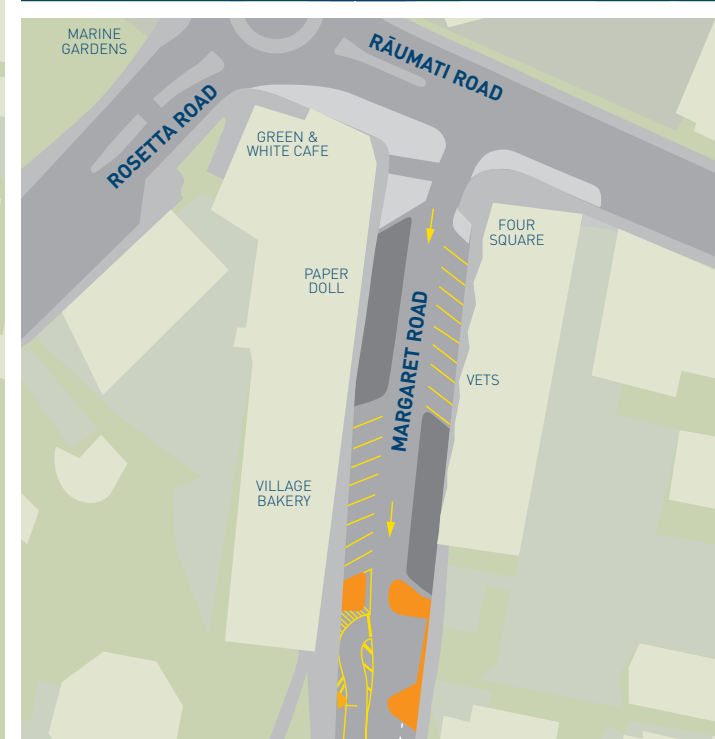 MARINE
GARDENS
RĀUMATI ROAD
ROSETTA ROAD
GREEN &
WHITE CAFE
FOUR
SQUARE
PAPER
DOLL
MARGARET ROAD
VETS
VILLAGE
BAKERY